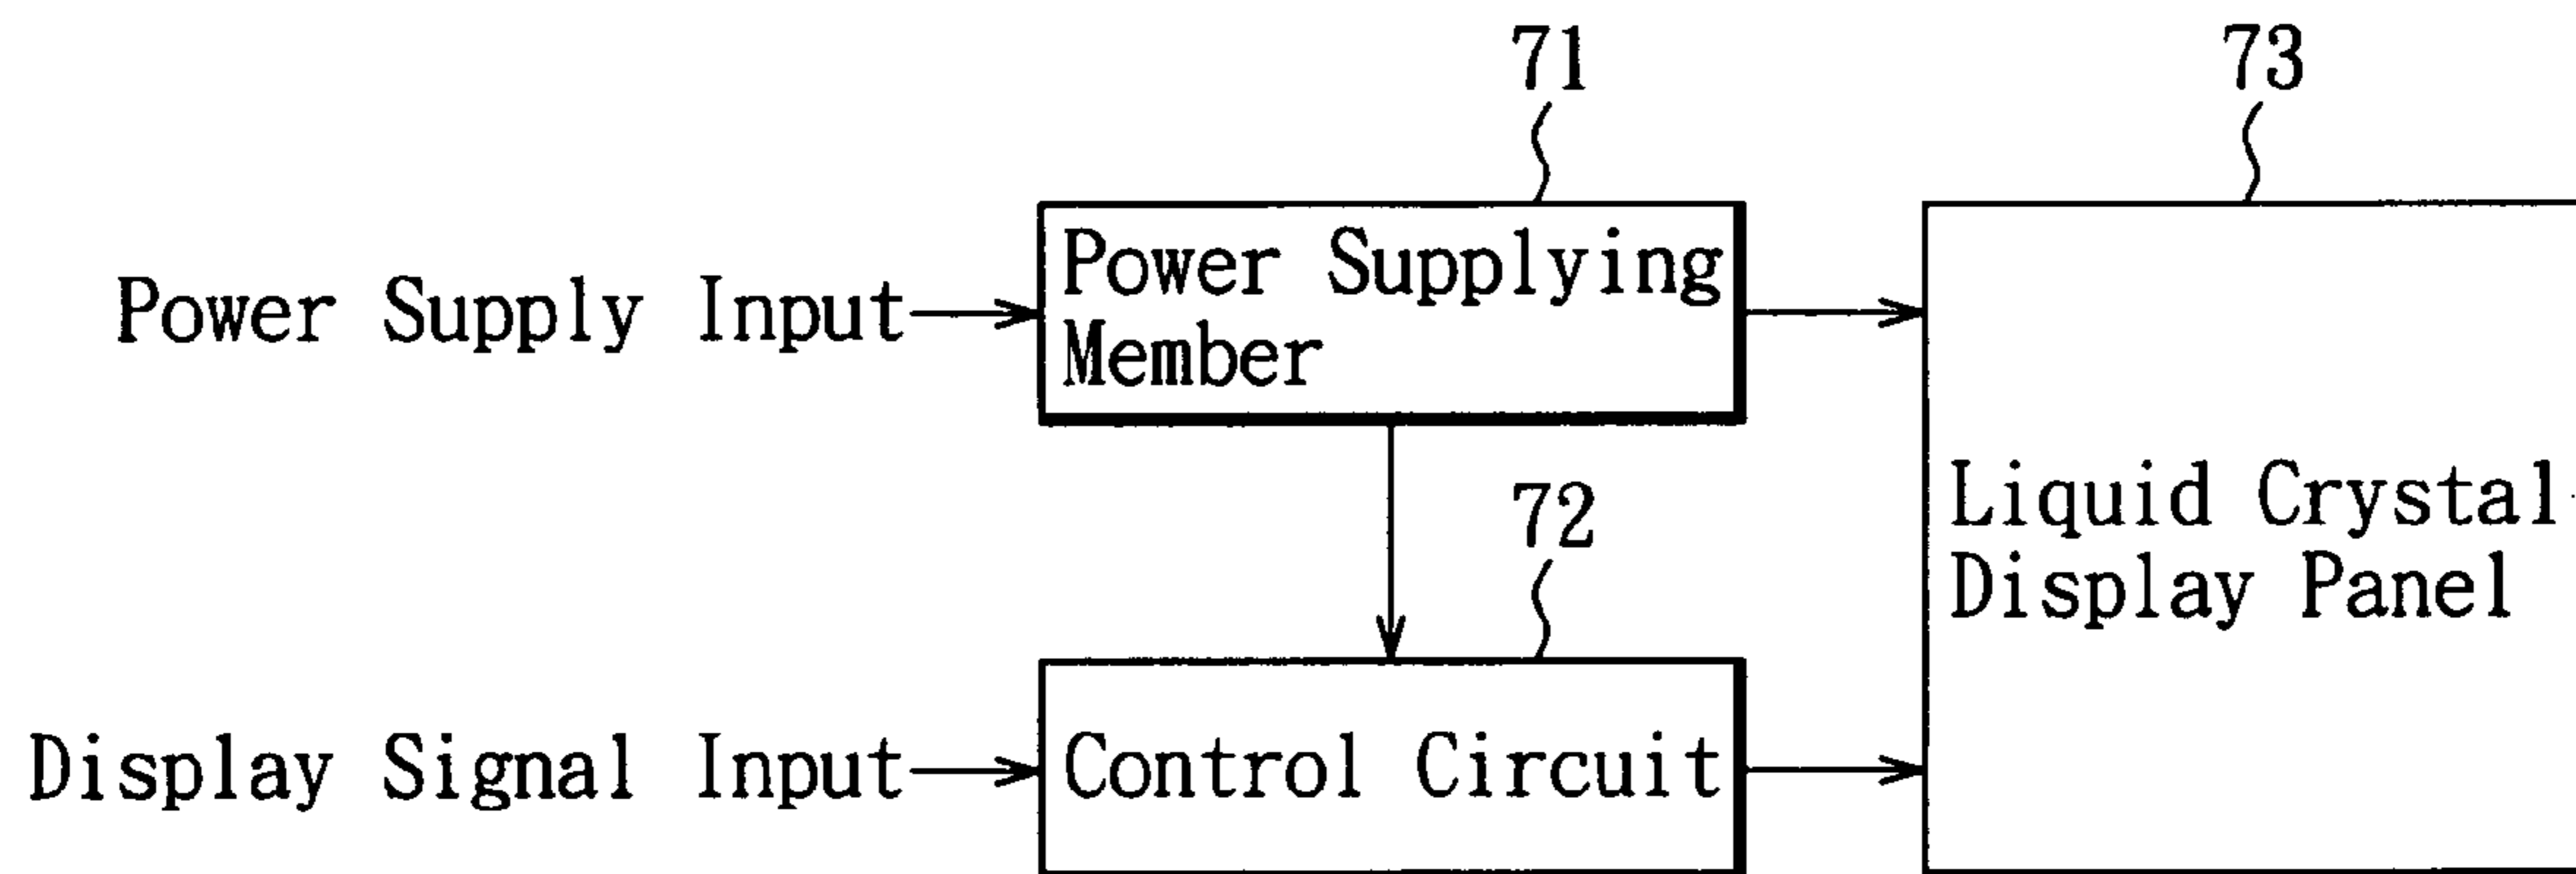 71
73
Power Supply Input
Power Supplying
Member
Liquid Crystal
Display Panel
72
Display Signal Input
Control Circuit